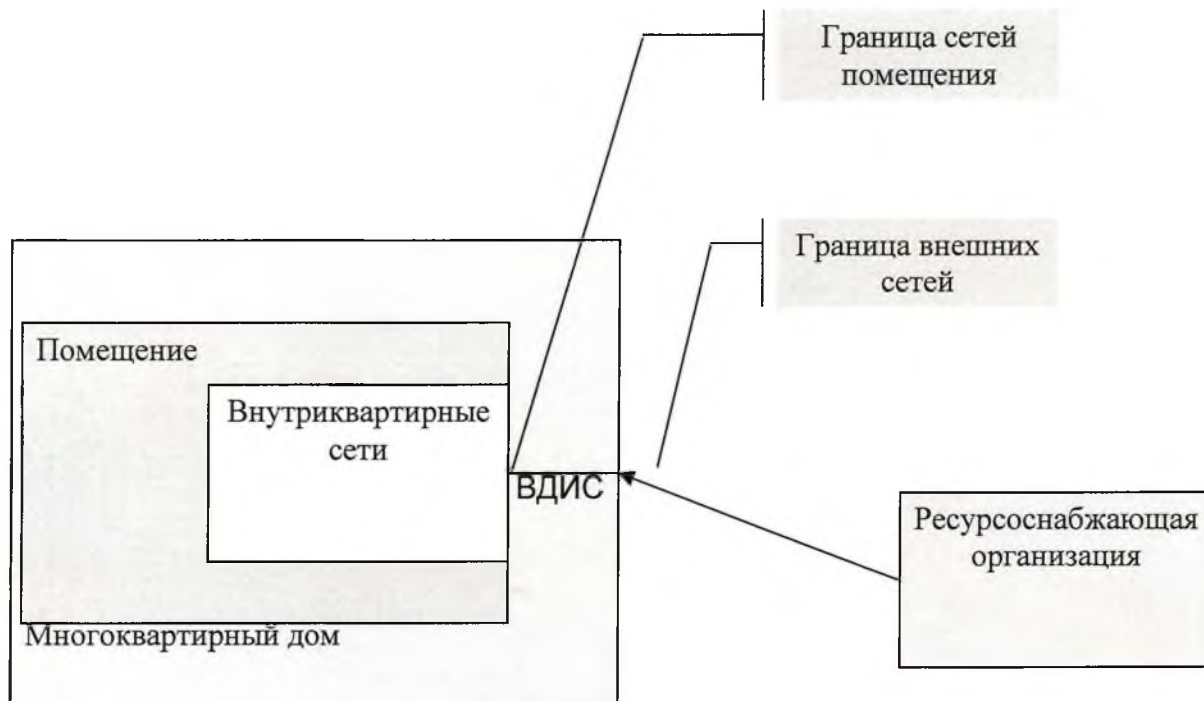 Граница сетей
помещения
Граница внешних
сетей
Помещение
Внутриквартирные
сети
ВДИС
Ресурсоснабжающая
организация
Многоквартирный дом